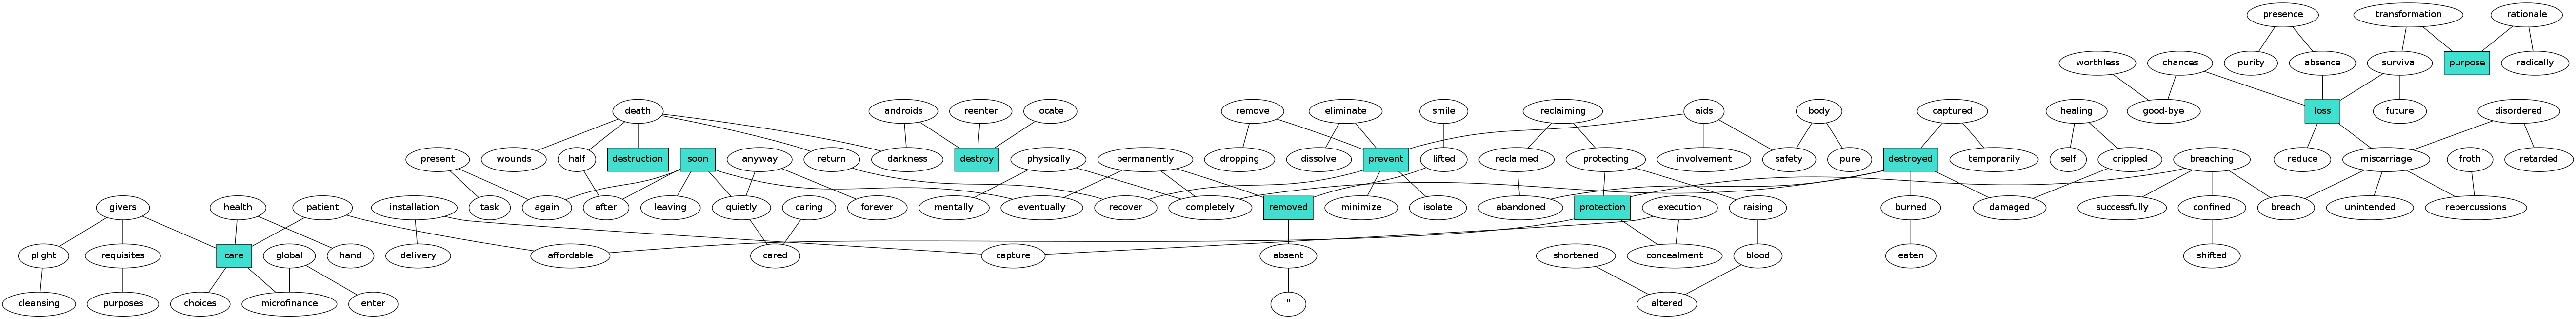 presence transformation rationale
worthless chances purity absence survival purpose radically
death androids reenter locate remove eliminate smile reclaiming aids body captured healing good-bye loss future disordered
present wounds half destruction soon anyway return darkness destroy physically permanently dropping dissolve prevent lifted reclaimed protecting involvement safety pure destroyed temporarily self crippled breaching reduce miscarriage froth retarded
givers health patient installation task again after leaving quietly caring forever mentally eventually recover completely removed minimize isolate abandoned protection execution raising burned damaged successfully confined breach unintended repercussions
plight requisites care global hand delivery affordable cared capture absent shortened concealment blood eaten shifted
cleansing purposes choices microfinance enter " altered